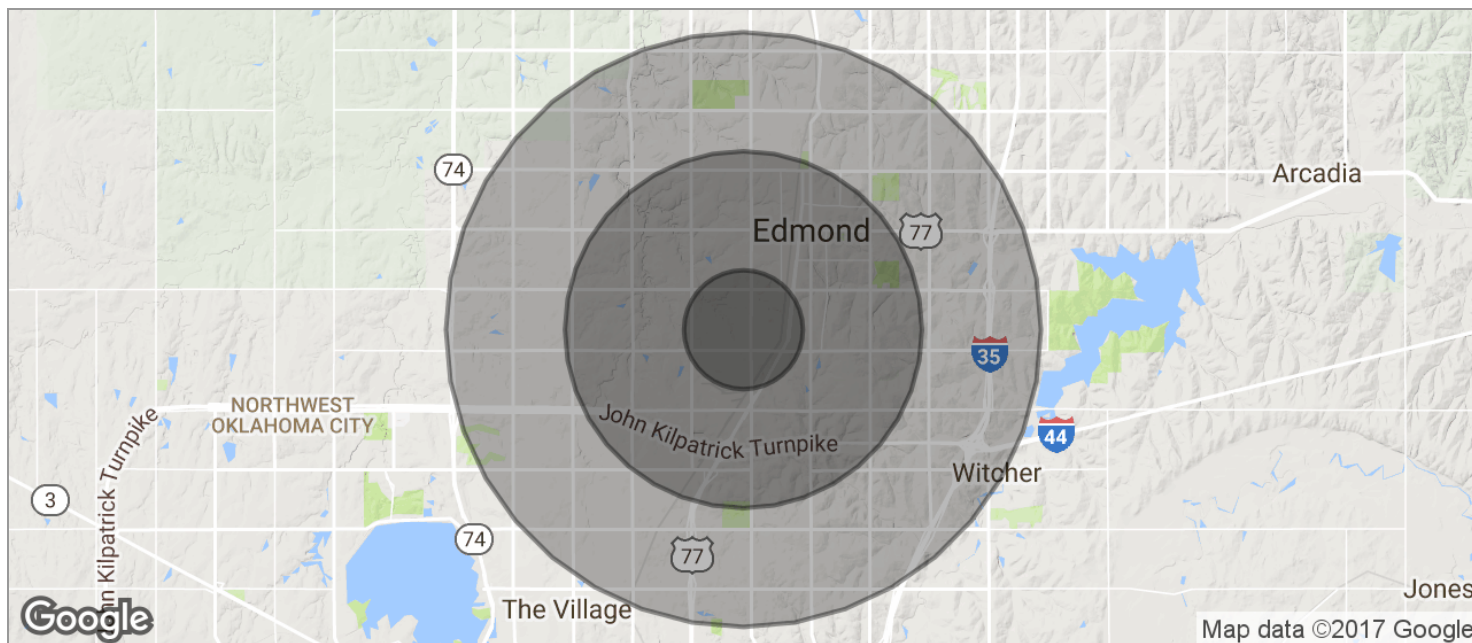 74
Arcadia
Edmond
77
35
NORTHWEST
OKLAHOMA CITY
John Kilpatrick Turnpike
John Kilpatrick Turnpike
44
Witcher
3
74
77
The Village
Jones
Google
Map data ©2017 Google